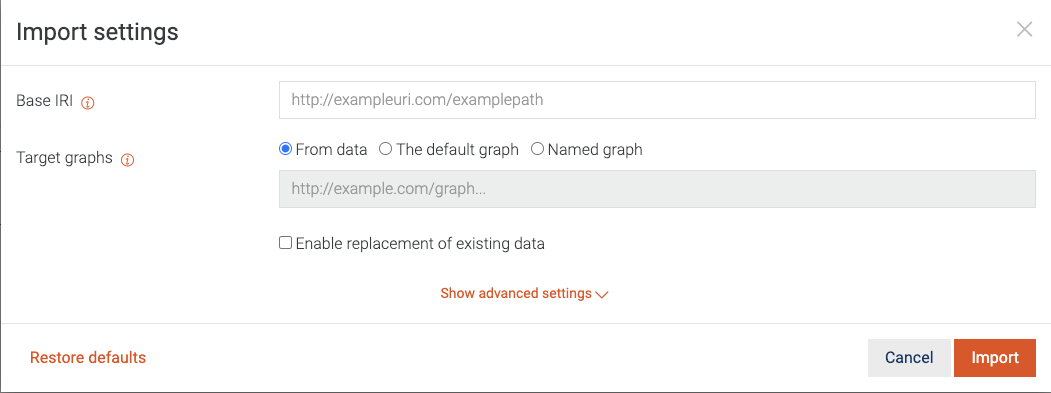 Import settings
Base IRI
http://exampleuri.com/examplepath
Target graphs
From data The default graph Named graph
http://example.com/graph...
Enable replacement of existing data
Show advanced settings
Restore defaults
Cancel Import